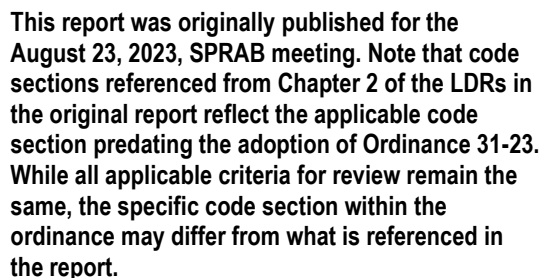 This report was originally published for the
August 23, 2023, SPRAB meeting. Note that code
sections referenced from Chapter 2 of the LDRs in
the original report reflect the applicable code
section predating the adoption of Ordinance 31-23.
While all applicable criteria for review remain the
same, the specific code section within the
ordinance may differ from what is referenced in
the report.